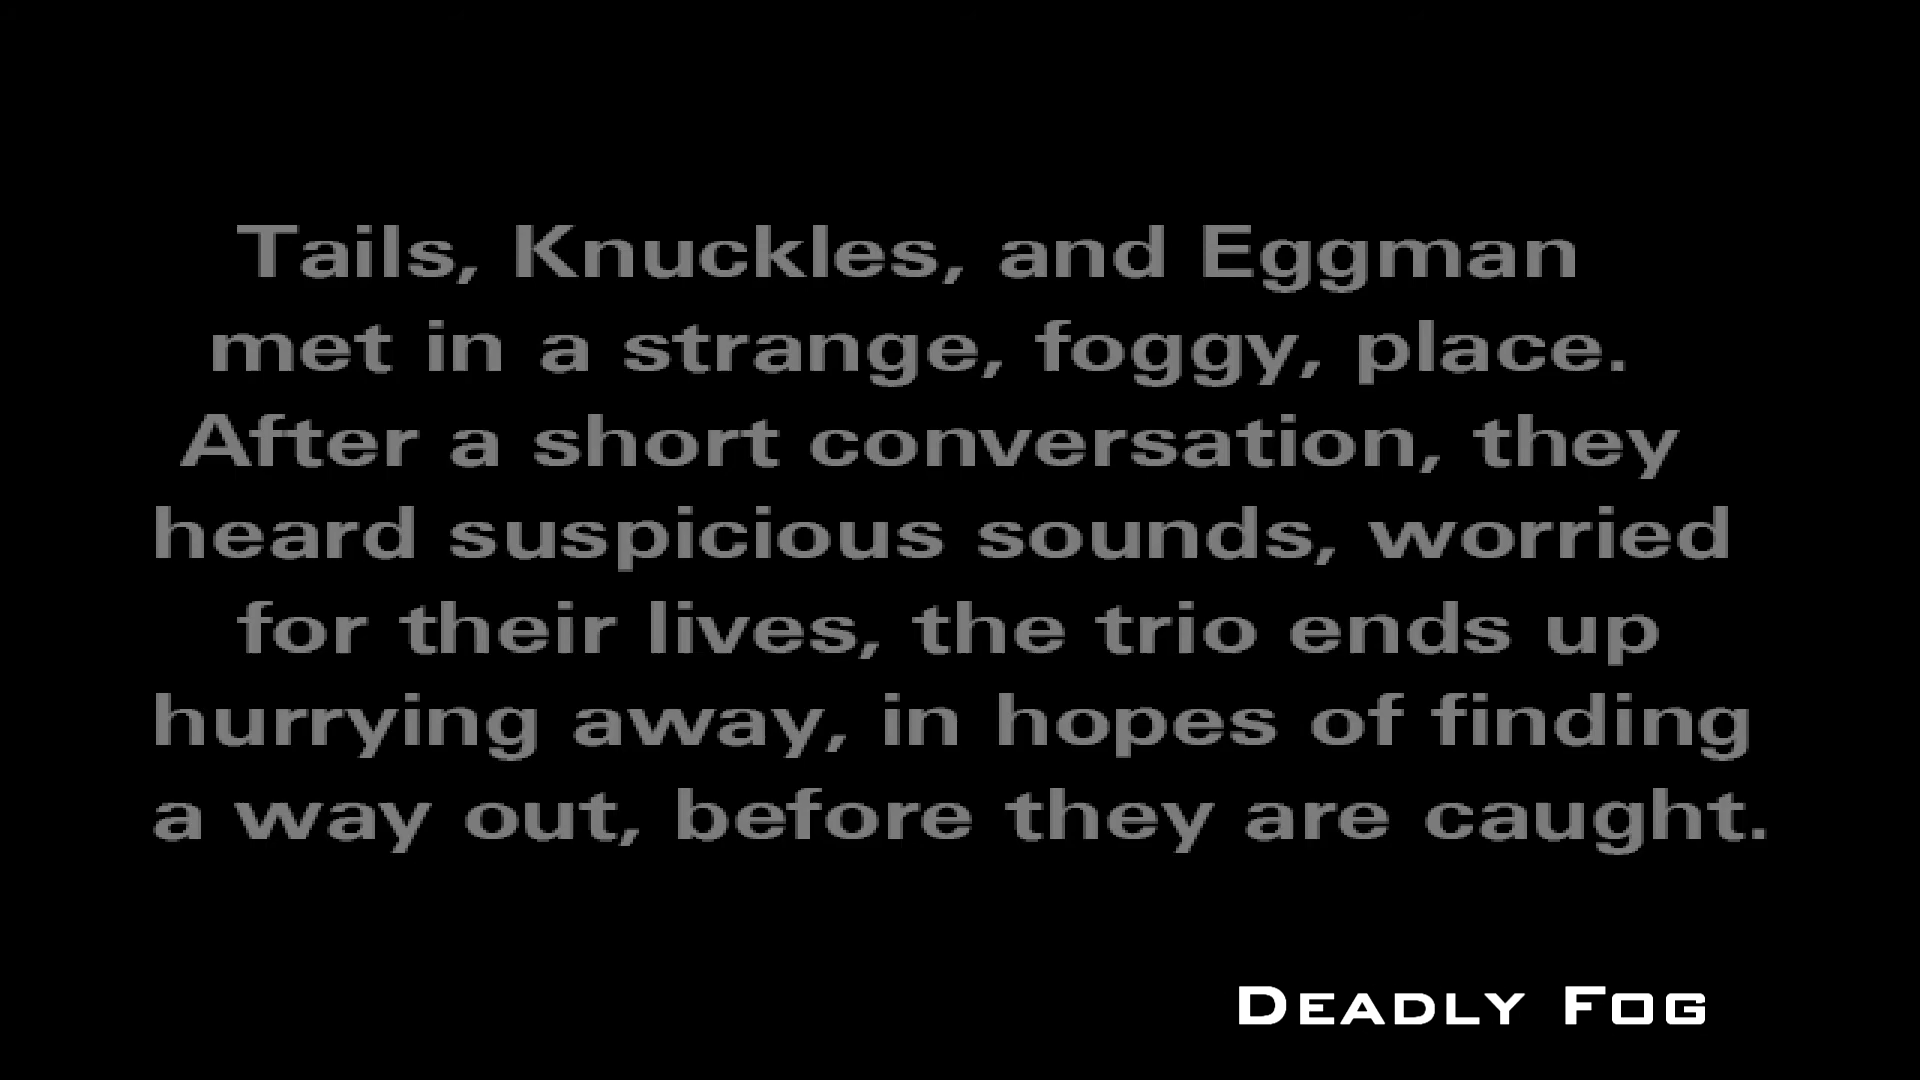 Tails, Knuckles, and Eggman
met in a strange, foggy, place.
After a short conversation, they
heard suspicious sounds, worried
for their lives, the trio ends up
hurrying away, in hopes of finding
a way out, before they are caught.
Deadly Fog